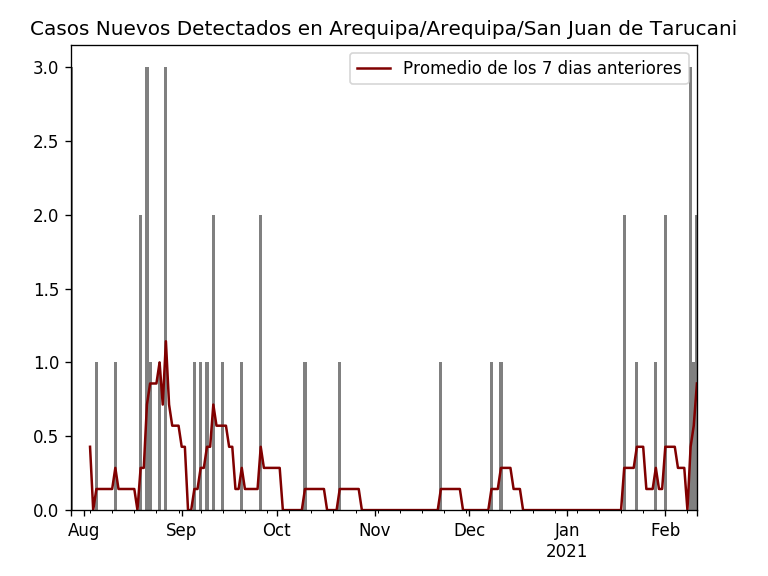 Casos Nuevos Detectados en Arequipa/Arequipa/San Juan de Tarucani
Promedio de los 7 dias anteriores
3.0
2.5
2.0
1.5
1.0
0.5
0.0
Aug Sep Oct Nov Dec Jan Feb
2021